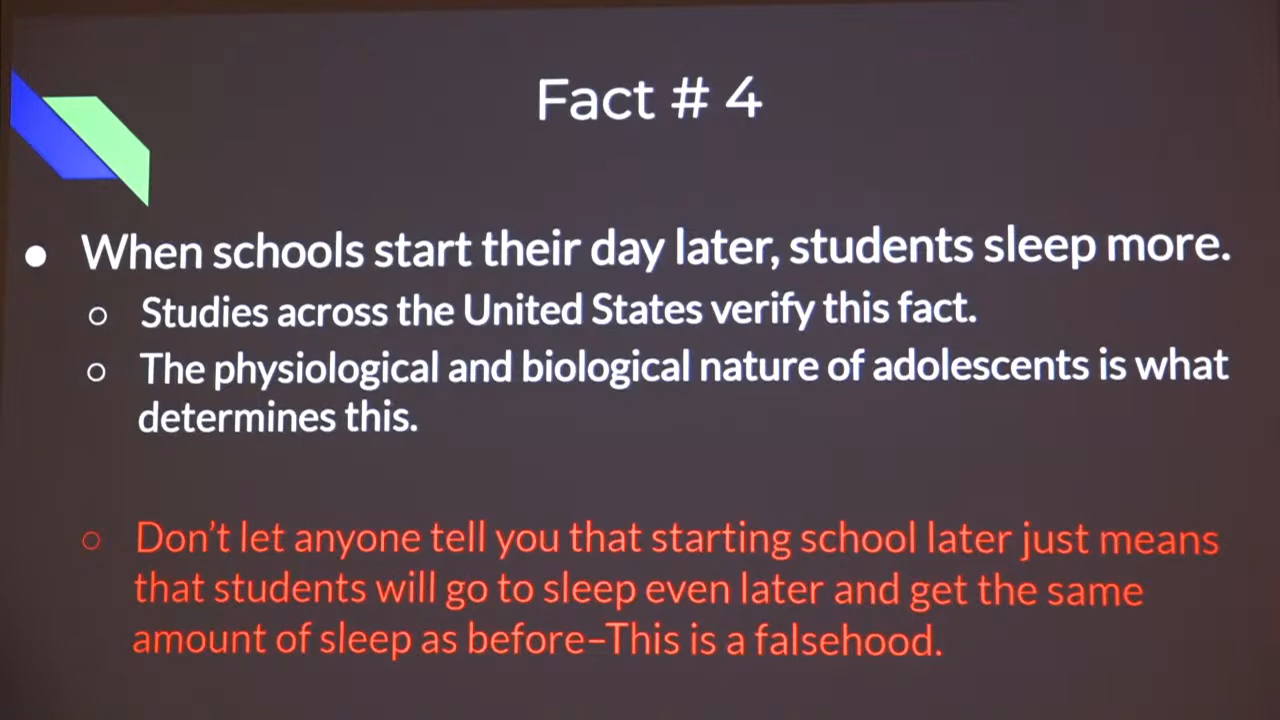 Fact # 4
● When schools start their day later, students sleep more.
○ Studies across the United States verify this fact.
○ The physiological and biological nature of adolescents is what
determines this.
○ Don’t let anyone tell you that starting school later just means
that students will go to sleep even later and get the same
amount of sleep as before–This is a falsehood.